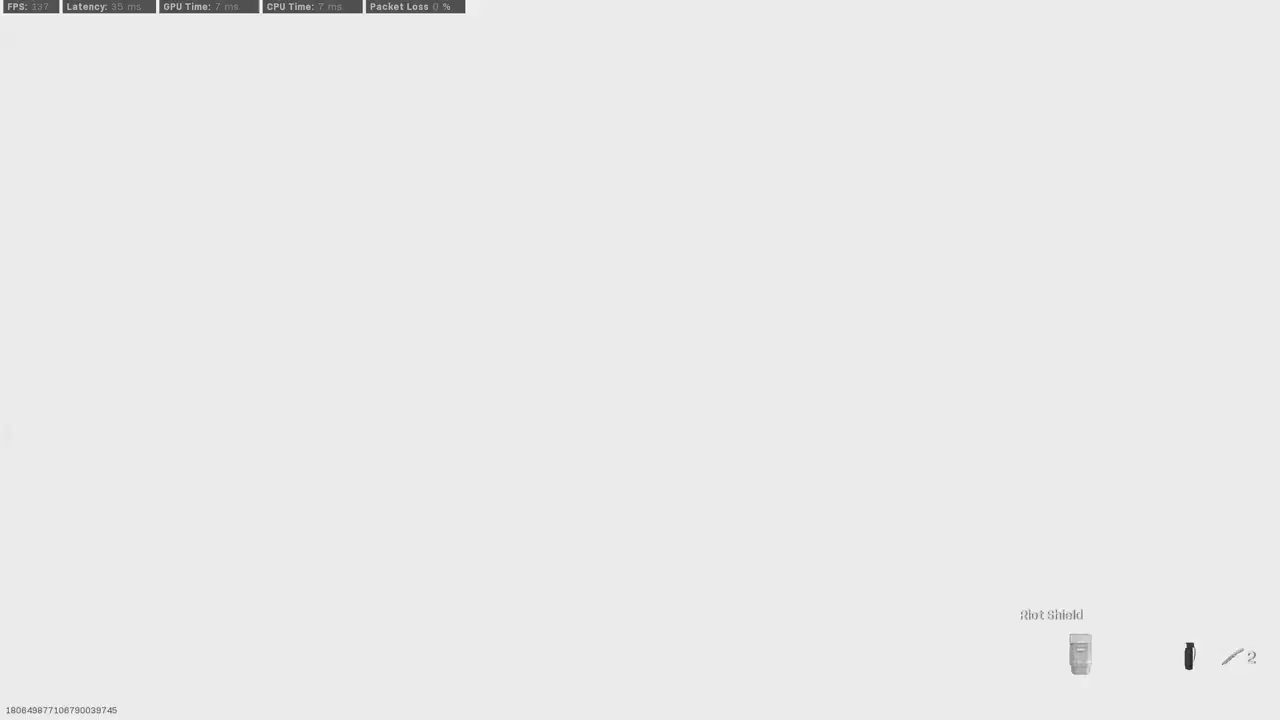 FPS: 137 Latency: 35 ms GPU Time: 7 ms CPU Time: 7 ms Packet Loss 0 %
Riot Shield
2
180649877106790039745